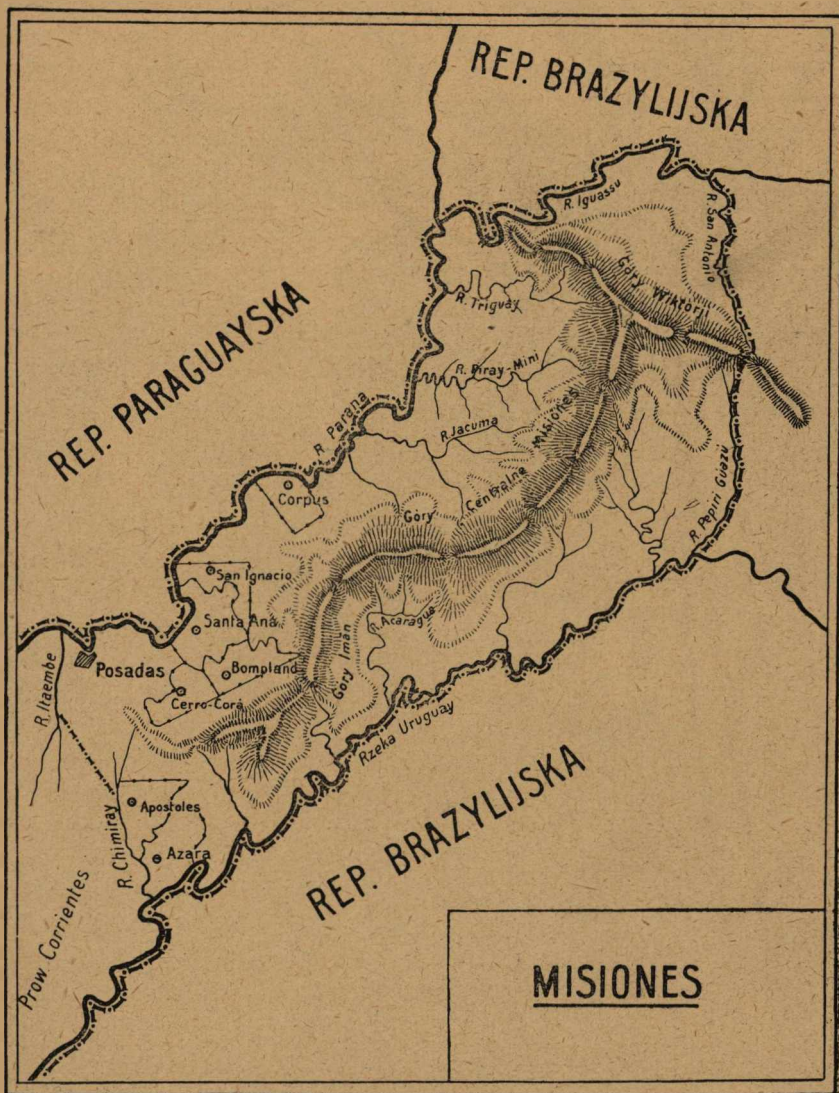 REP. BRAZYLIJSKA
R. Iguassu
R. San Antonio
Góry Wiktorji
R. Triguay
REP. PARAGUAYSKA
R. Piray-Mini
R. Parana
R. Jacuma
Góry Centralne Misiones
Corpus
R. Pepiri Guazu
San Ignacio
Santa Ana
R. Acaragua
Posadas
Bompland
R. Itaembe
Cerro-Corá
Góry Iman
Rzeka Uruguay
REP. BRAZYLIJSKA
Apostoles
R. Chimiray
Azara
Prow Corrientes
MISIONES